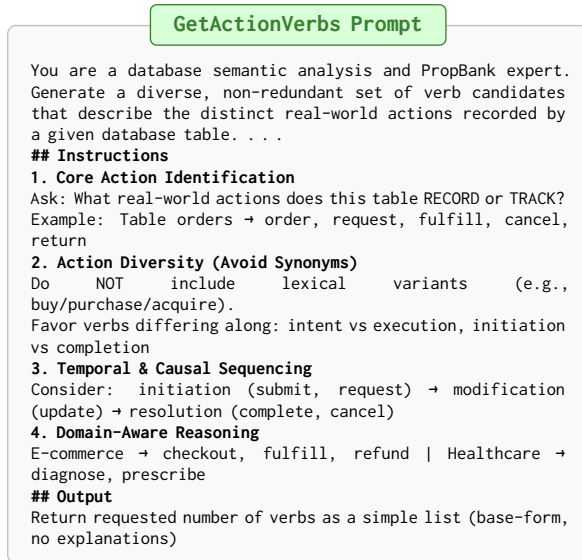 GetActionVerbs Prompt
You are a database semantic analysis and PropBank expert.
Generate a diverse, non-redundant set of verb candidates
that describe the distinct real-world actions recorded by
a given database table. . . .
## Instructions
1. Core Action Identification
Ask: What real-world actions does this table RECORD or TRACK?
Example: Table orders → order, request, fulfill, cancel,
return
2. Action Diversity (Avoid Synonyms)
Do NOT include lexical variants (e.g.,
buy/purchase/acquire).
Favor verbs differing along: intent vs execution, initiation
vs completion
3. Temporal & Causal Sequencing
Consider: initiation (submit, request) → modification
(update) → resolution (complete, cancel)
4. Domain-Aware Reasoning
E-commerce → checkout, fulfill, refund | Healthcare →
diagnose, prescribe
## Output
Return requested number of verbs as a simple list (base-form,
no explanations)